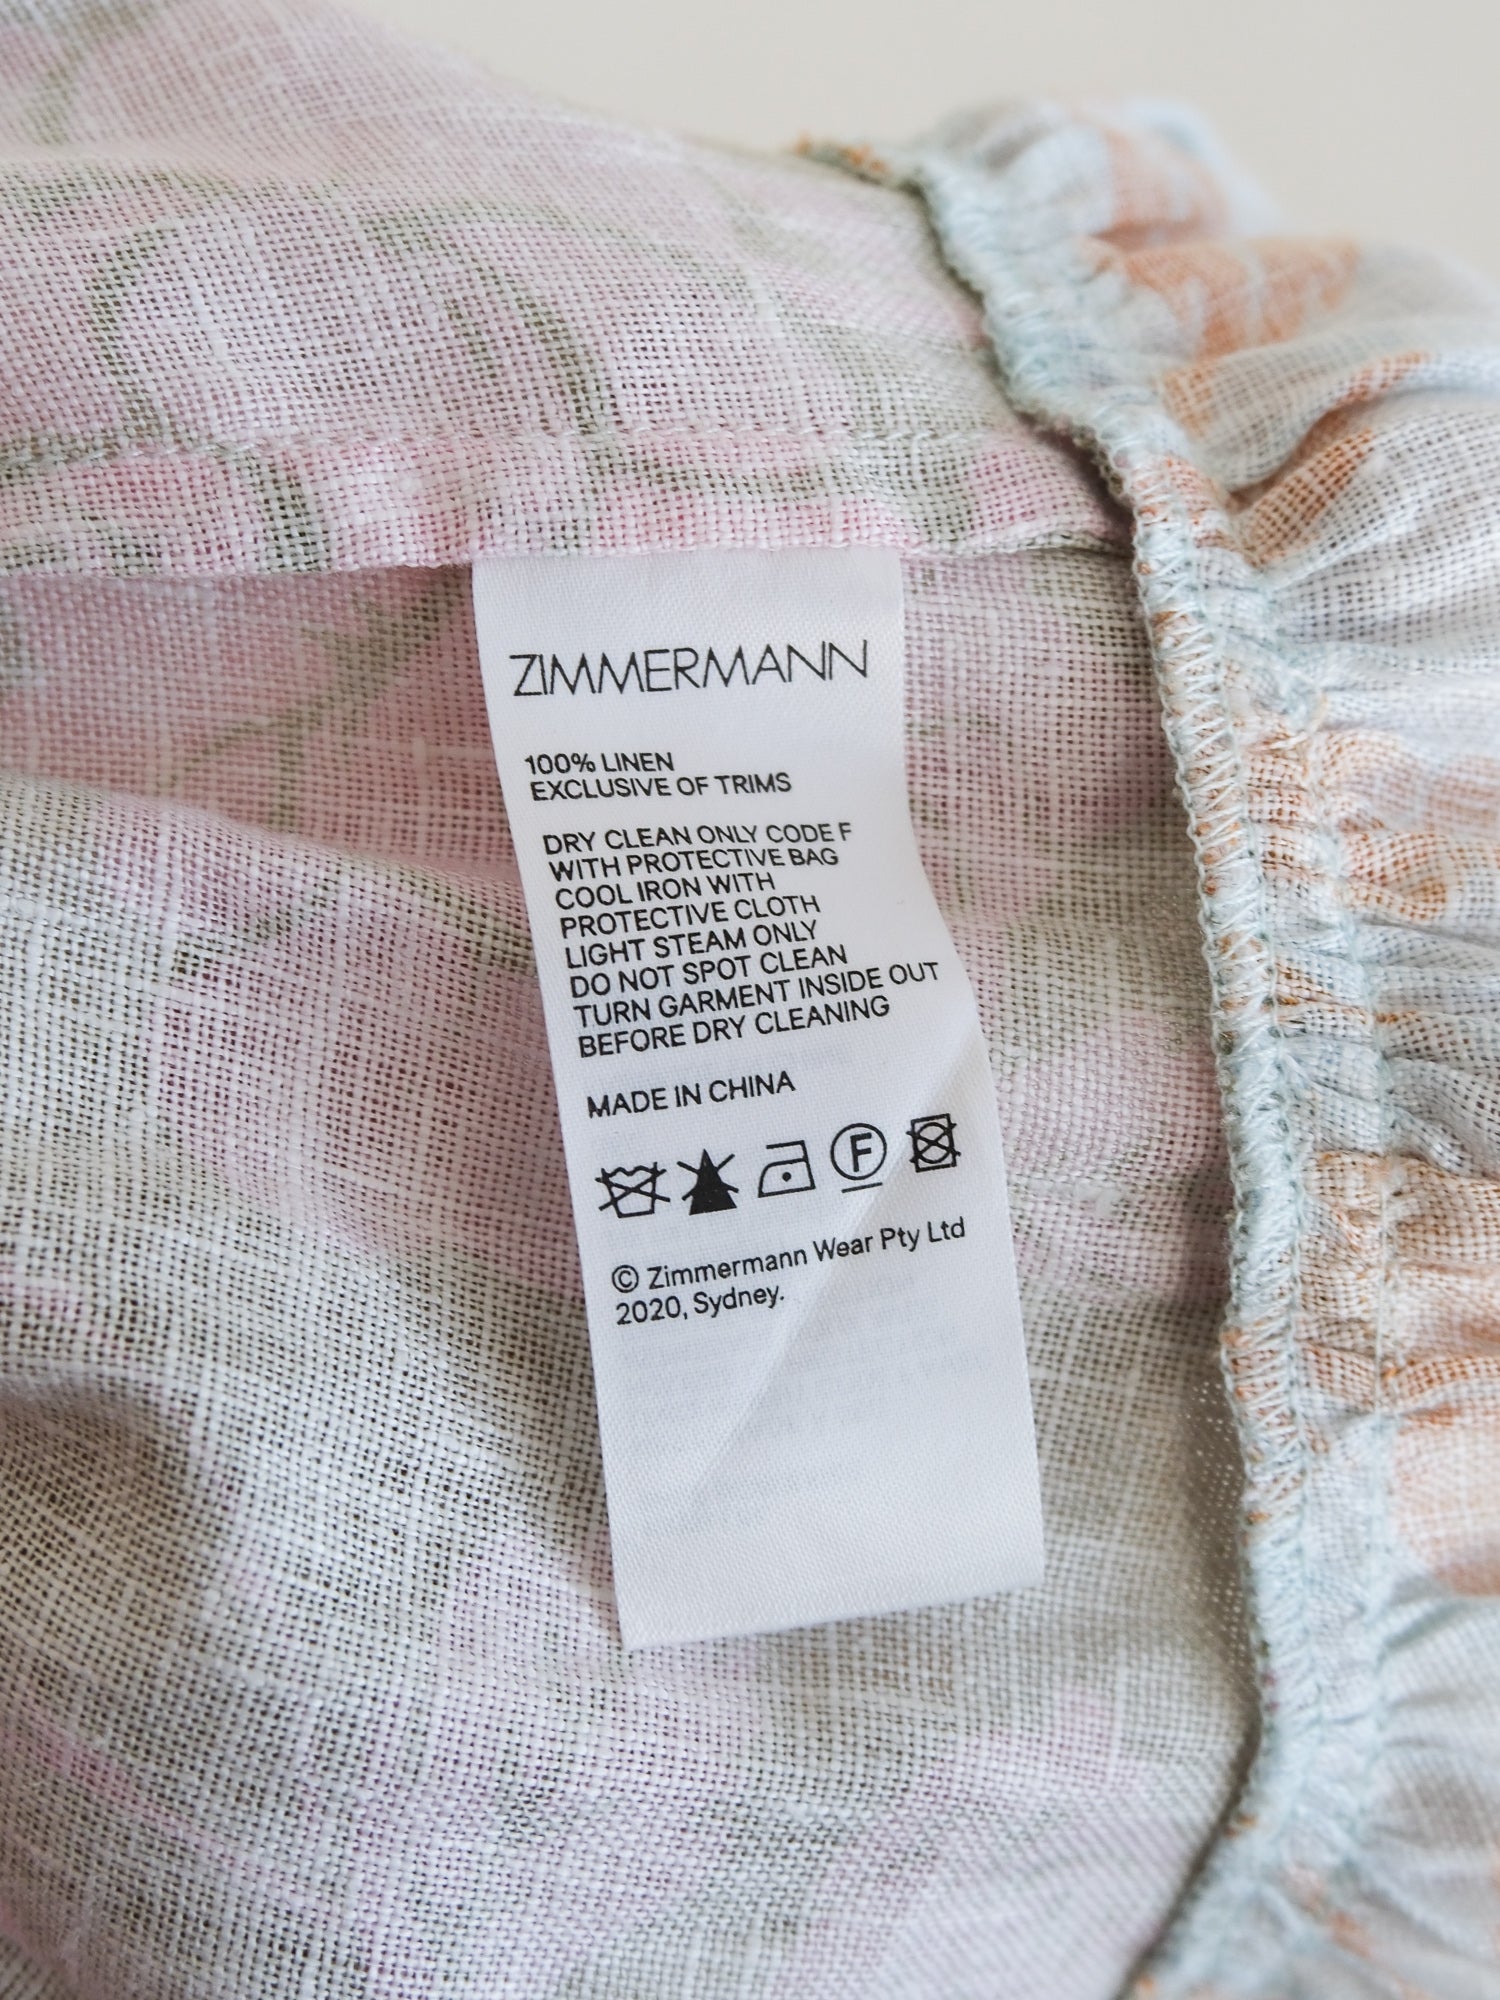 ZIMMERMANN
100% LINEN
EXCLUSIVE OF TRIMS
DRY CLEAN ONLY CODE F
WITH PROTECTIVE BAG
COOL IRON WITH
PROTECTIVE CLOTH
LIGHT STEAM ONLY
DO NOT SPOT CLEAN
TURN GARMENT INSIDE OUT
BEFORE DRY CLEANING
MADE IN CHINA
F
© Zimmermann Wear Pty Ltd
2020, Sydney.